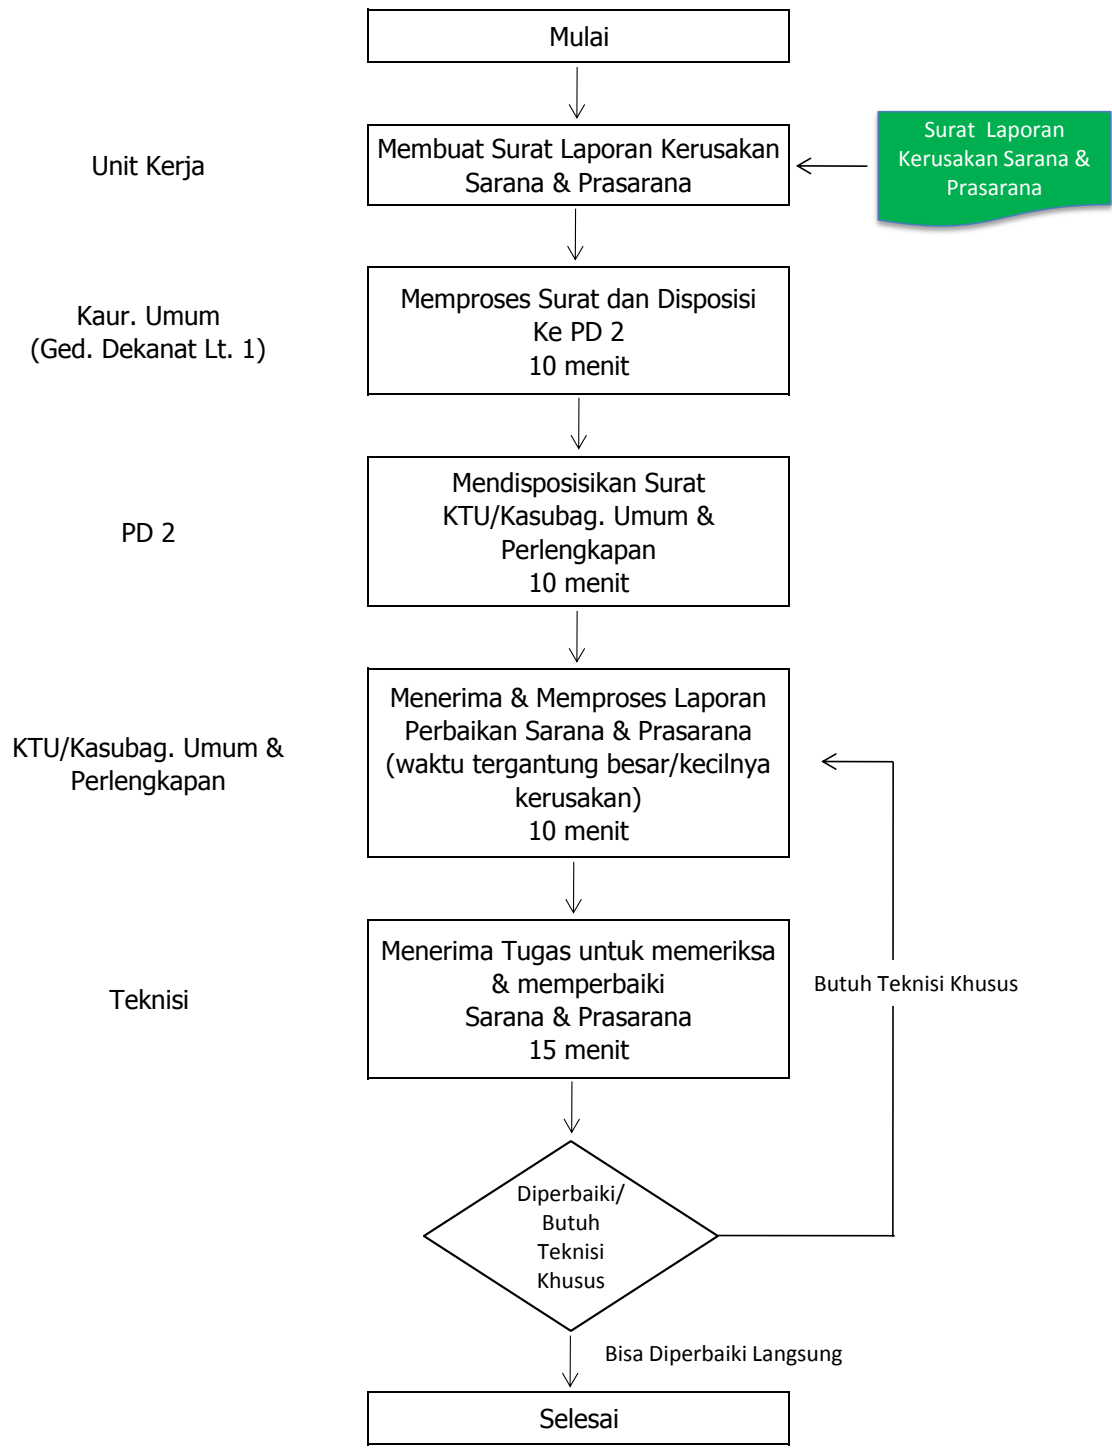 Mulai
Unit Kerja
Membuat Surat Laporan Kerusakan
Sarana & Prasarana
Surat Laporan
Kerusakan Sarana &
Prasarana
Kaur. Umum
(Ged. Dekanat Lt. 1)
Memproses Surat dan Disposisi
Ke PD 2
10 menit
PD 2
Mendisposisikan Surat
KTU/Kasubag. Umum &
Perlengkapan
10 menit
KTU/Kasubag. Umum &
Perlengkapan
Menerima & Memproses Laporan
Perbaikan Sarana & Prasarana
(waktu tergantung besar/kecilnya
kerusakan)
10 menit
Teknisi
Menerima Tugas untuk memeriksa
& memperbaiki
Sarana & Prasarana
15 menit
Butuh Teknisi Khusus
Diperbaiki/
Butuh
Teknisi
Khusus
Bisa Diperbaiki Langsung
Selesai